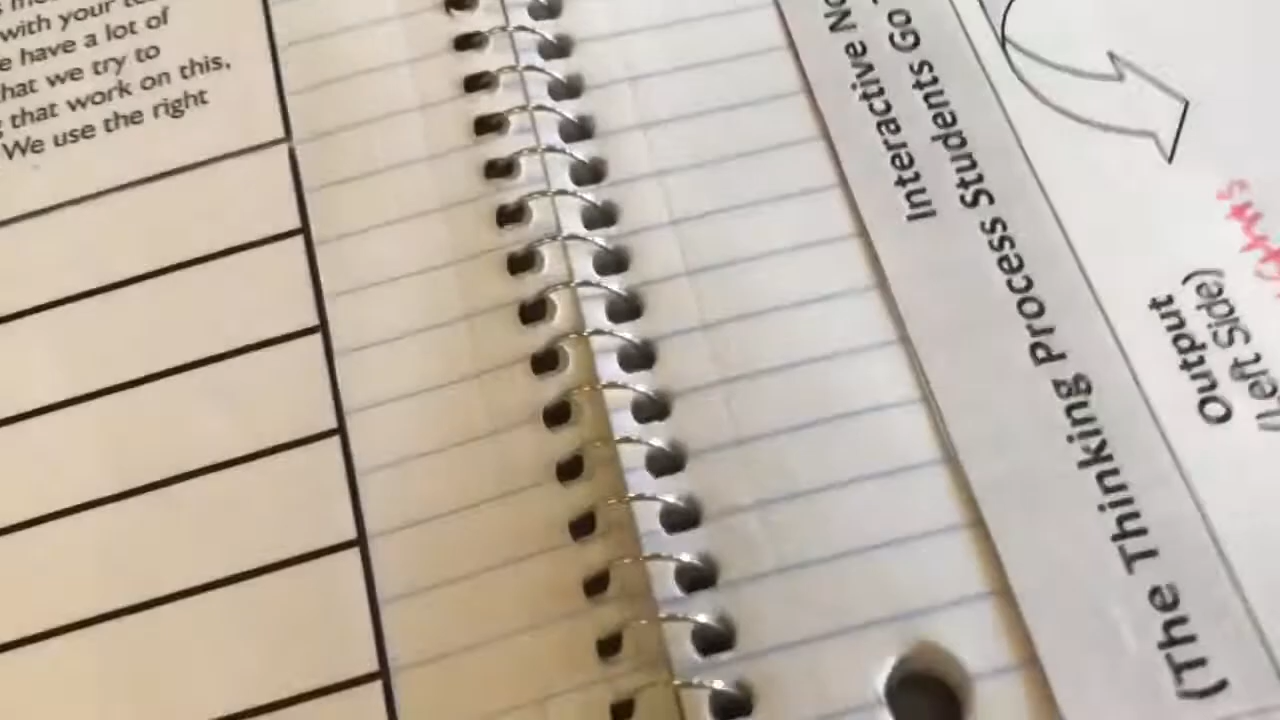 with your
e have a lot of
hat we try to
that work on this,
We use the right
Interactive
(The Thinking Process Students Go
Output
(Left Side)